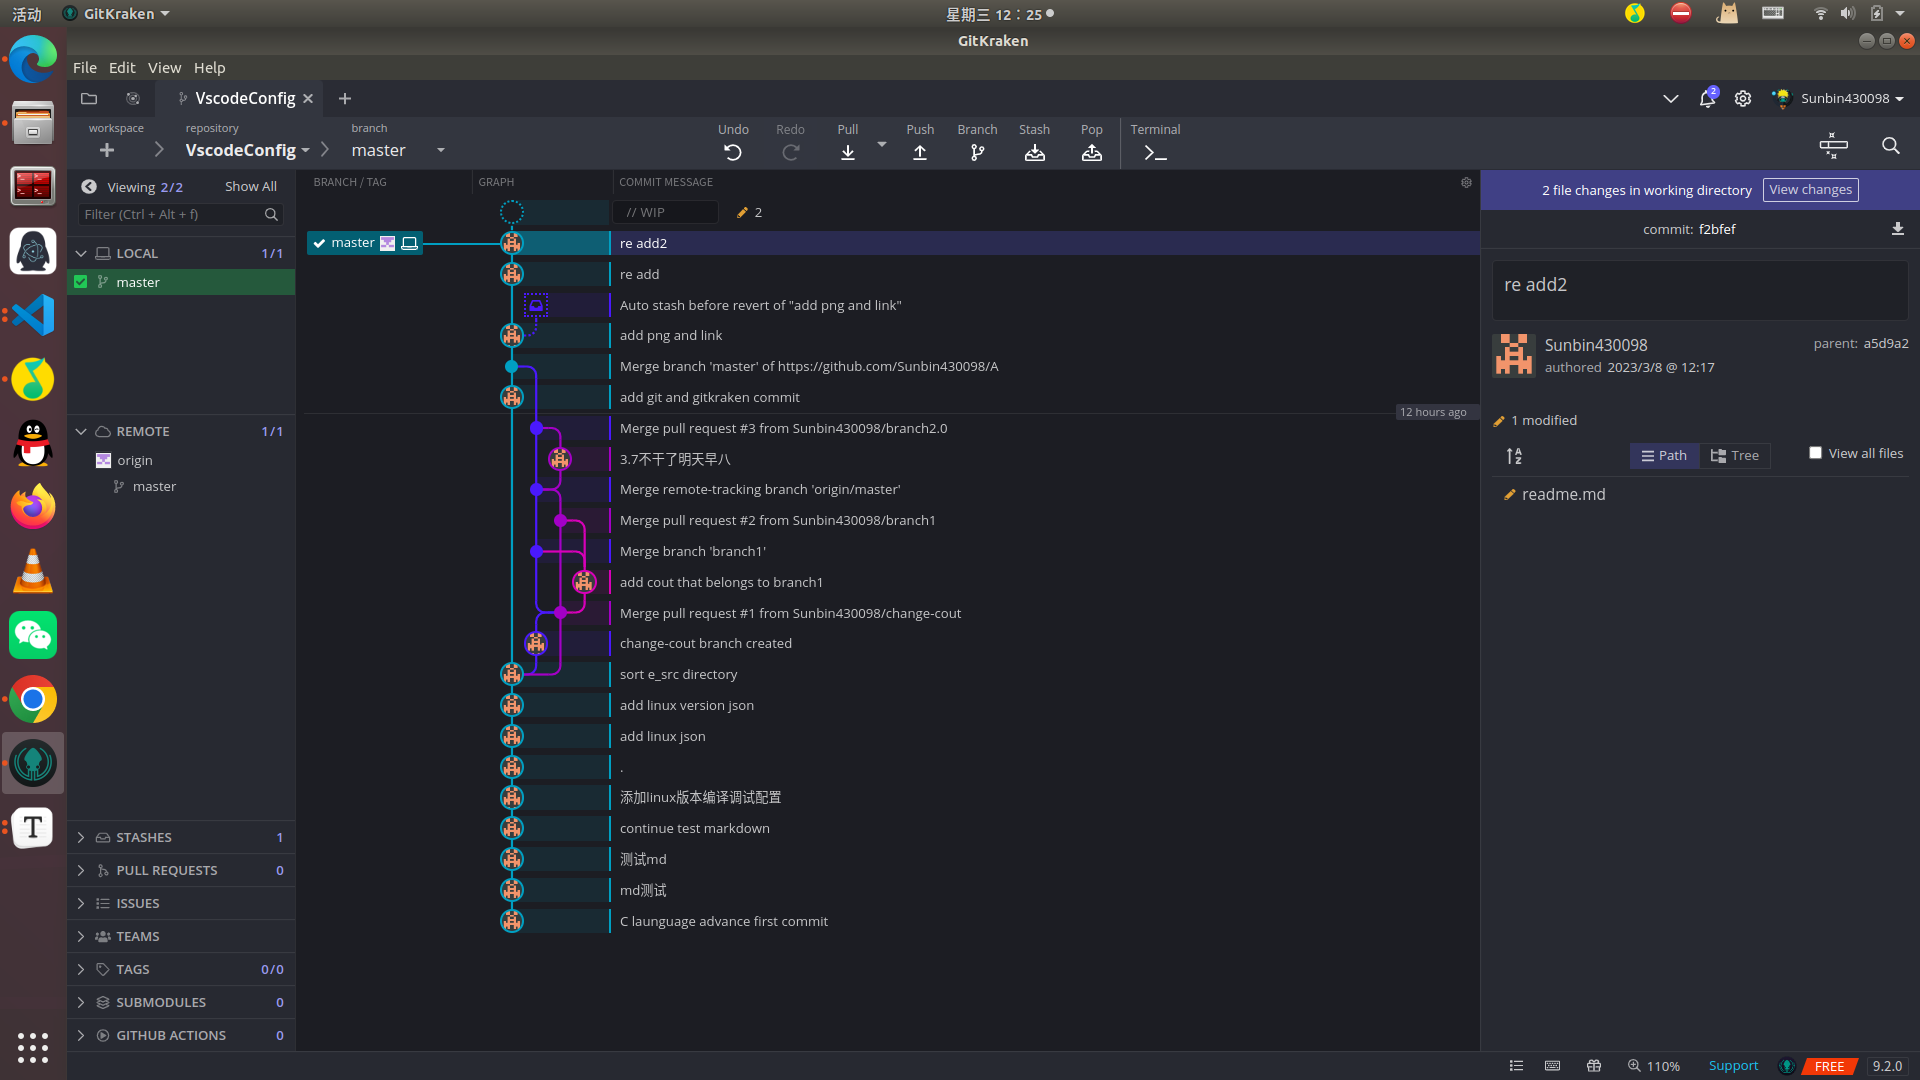 活动
GitKraken
星期三 12：25
GitKraken
File Edit View Help
VscodeConfig
2
Sunbin430098
workspace
repository
VscodeConfig
branch
master
Undo
Redo
Pull
Push
Branch
Stash
Pop
Terminal
Viewing 2/2
Show All
Filter (Ctrl + Alt + f)
LOCAL 1/1
master
REMOTE 1/1
origin
master
STASHES 1
PULL REQUESTS 0
ISSUES
TEAMS
TAGS 0/0
SUBMODULES 0
GITHUB ACTIONS 0
BRANCH / TAG
GRAPH
COMMIT MESSAGE
// WIP
2
master
re add2
re add
Auto stash before revert of "add png and link"
add png and link
Merge branch 'master' of https://github.com/Sunbin430098/A
add git and gitkraken commit
12 hours ago
Merge pull request #3 from Sunbin430098/branch2.0
3.7不干了明天早八
Merge remote-tracking branch 'origin/master'
Merge pull request #2 from Sunbin430098/branch1
Merge branch 'branch1'
add cout that belongs to branch1
Merge pull request #1 from Sunbin430098/change-cout
change-cout branch created
sort e_src directory
add linux version json
add linux json
.
添加linux版本编译调试配置
continue test markdown
测试md
md测试
C launguage advance first commit
2 file changes in working directory
View changes
commit: f2bfef
re add2
Sunbin430098
authored 2023/3/8 @ 12:17
parent: a5d9a2
1 modified
Path
Tree
View all files
readme.md
110%
Support
FREE
9.2.0